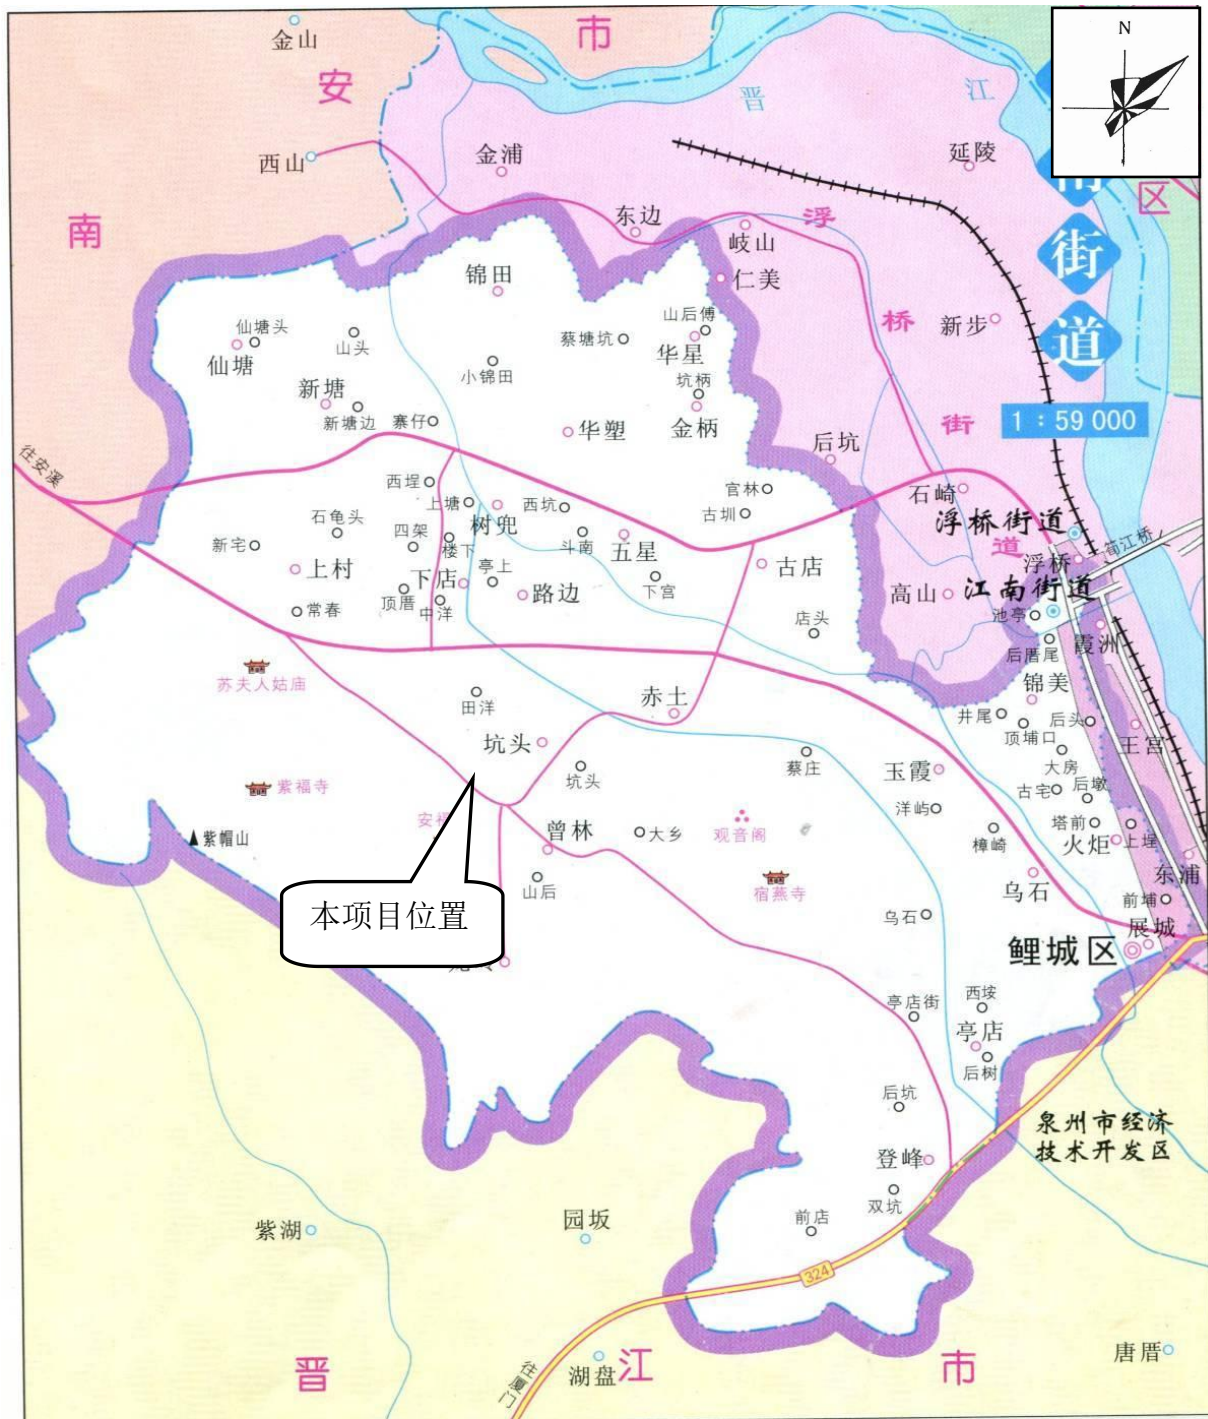 金山
市
安
晋
江
N
西山
金浦
延陵
区
南
东边
浮
岐山
街
锦田
仁美
仙塘头
山头
蔡塘坑
山后傅
桥
新步
道
仙塘
小锦田
华星
新塘
坑柄
新塘边
寨仔
华塑
金柄
街
1：59 000
后坑
往安溪
西埕
上塘
树兜
西坑
官林
石崎
石龟头
四架
古圳
浮桥街道
新宅
楼下
斗南
五星
道
浮桥
筍江桥
上村
下店
亭上
古店
下宫
高山
江南街道
常春
顶厝
中洋
路边
店头
池亭
霞洲
后厝尾
苏夫人姑庙
田洋
赤土
锦美
井尾
后头
顶埔口
坑头
王宫
坑头
蔡庄
玉霞
大房
紫福寺
古宅
后墩
洋屿
紫帽山
曾林
大乡
观音阁
樟崎
塔前
火炬
上埕
东浦
山后
宿燕寺
乌石
前埔
本项目位置
乌石
展城
鲤城区
亭店街
西垵
亭店
后树
后坑
泉州市经济
技术开发区
登峰
双坑
紫湖
园坂
前店
324
晋
湖盘
江
市
唐厝
往厦门